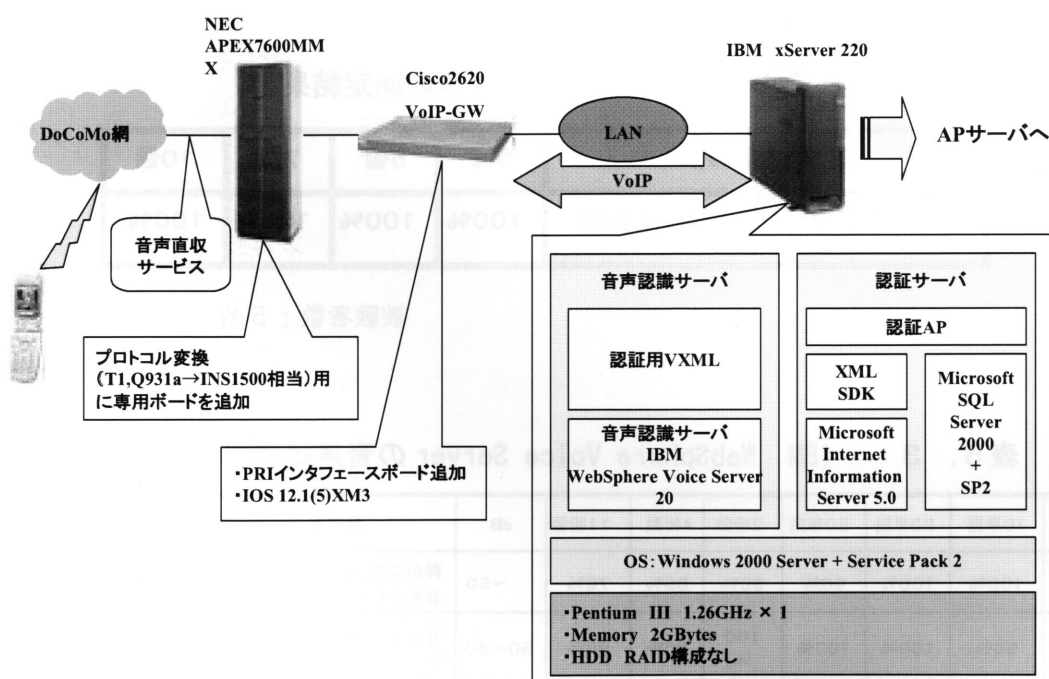 NEC
APEX7600MM
X
IBM xServer 220
Cisco2620
VoIP-GW
DoCoMo網
LAN
APサーバへ
VoIP
音声直収
サービス
音声認識サーバ
認証サーバ
認証用VXML
認証AP
XML
SDK
Microsoft
SQL
Server
2000
+
SP2
プロトコル変換
(T1,Q931a→INS1500相当)用
に専用ボードを追加
音声認識サーバ
IBM
WebSphere Voice Server
20
Microsoft
Internet
Information
Server 5.0
・PRIインタフェースボード追加
・IOS 12.1(5)XM3
OS：Windows 2000 Server + Service Pack 2
・Pentium III 1.26GHz × 1
・Memory 2GBytes
・HDD RAID構成なし